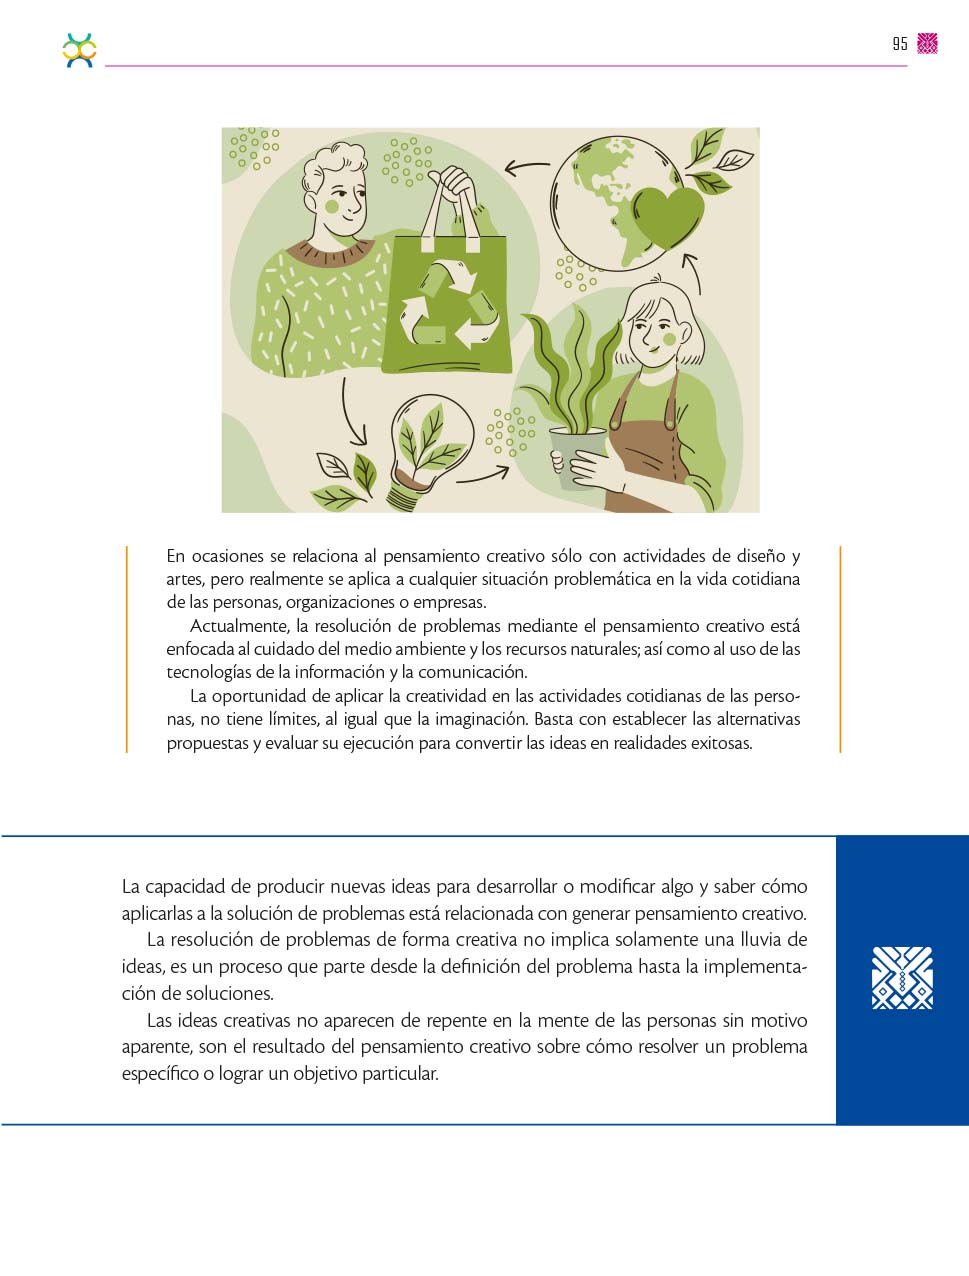 95
En ocasiones se relaciona al pensamiento creativo sólo con actividades de diseño y
artes, pero realmente se aplica a cualquier situación problemática en la vida cotidiana
de las personas, organizaciones o empresas.
Actualmente, la resolución de problemas mediante el pensamiento creativo está
enfocada al cuidado del medio ambiente y los recursos naturales; así como al uso de las
tecnologías de la información y la comunicación.
La oportunidad de aplicar la creatividad en las actividades cotidianas de las perso-
nas, no tiene límites, al igual que la imaginación. Basta con establecer las alternativas
propuestas y evaluar su ejecución para convertir las ideas en realidades exitosas.
La capacidad de producir nuevas ideas para desarrollar o modificar algo y saber cómo
aplicarlas a la solución de problemas está relacionada con generar pensamiento creativo.
La resolución de problemas de forma creativa no implica solamente una lluvia de
ideas, es un proceso que parte desde la definición del problema hasta la implementa-
ción de soluciones.
Las ideas creativas no aparecen de repente en la mente de las personas sin motivo
aparente, son el resultado del pensamiento creativo sobre cómo resolver un problema
específico o lograr un objetivo particular.